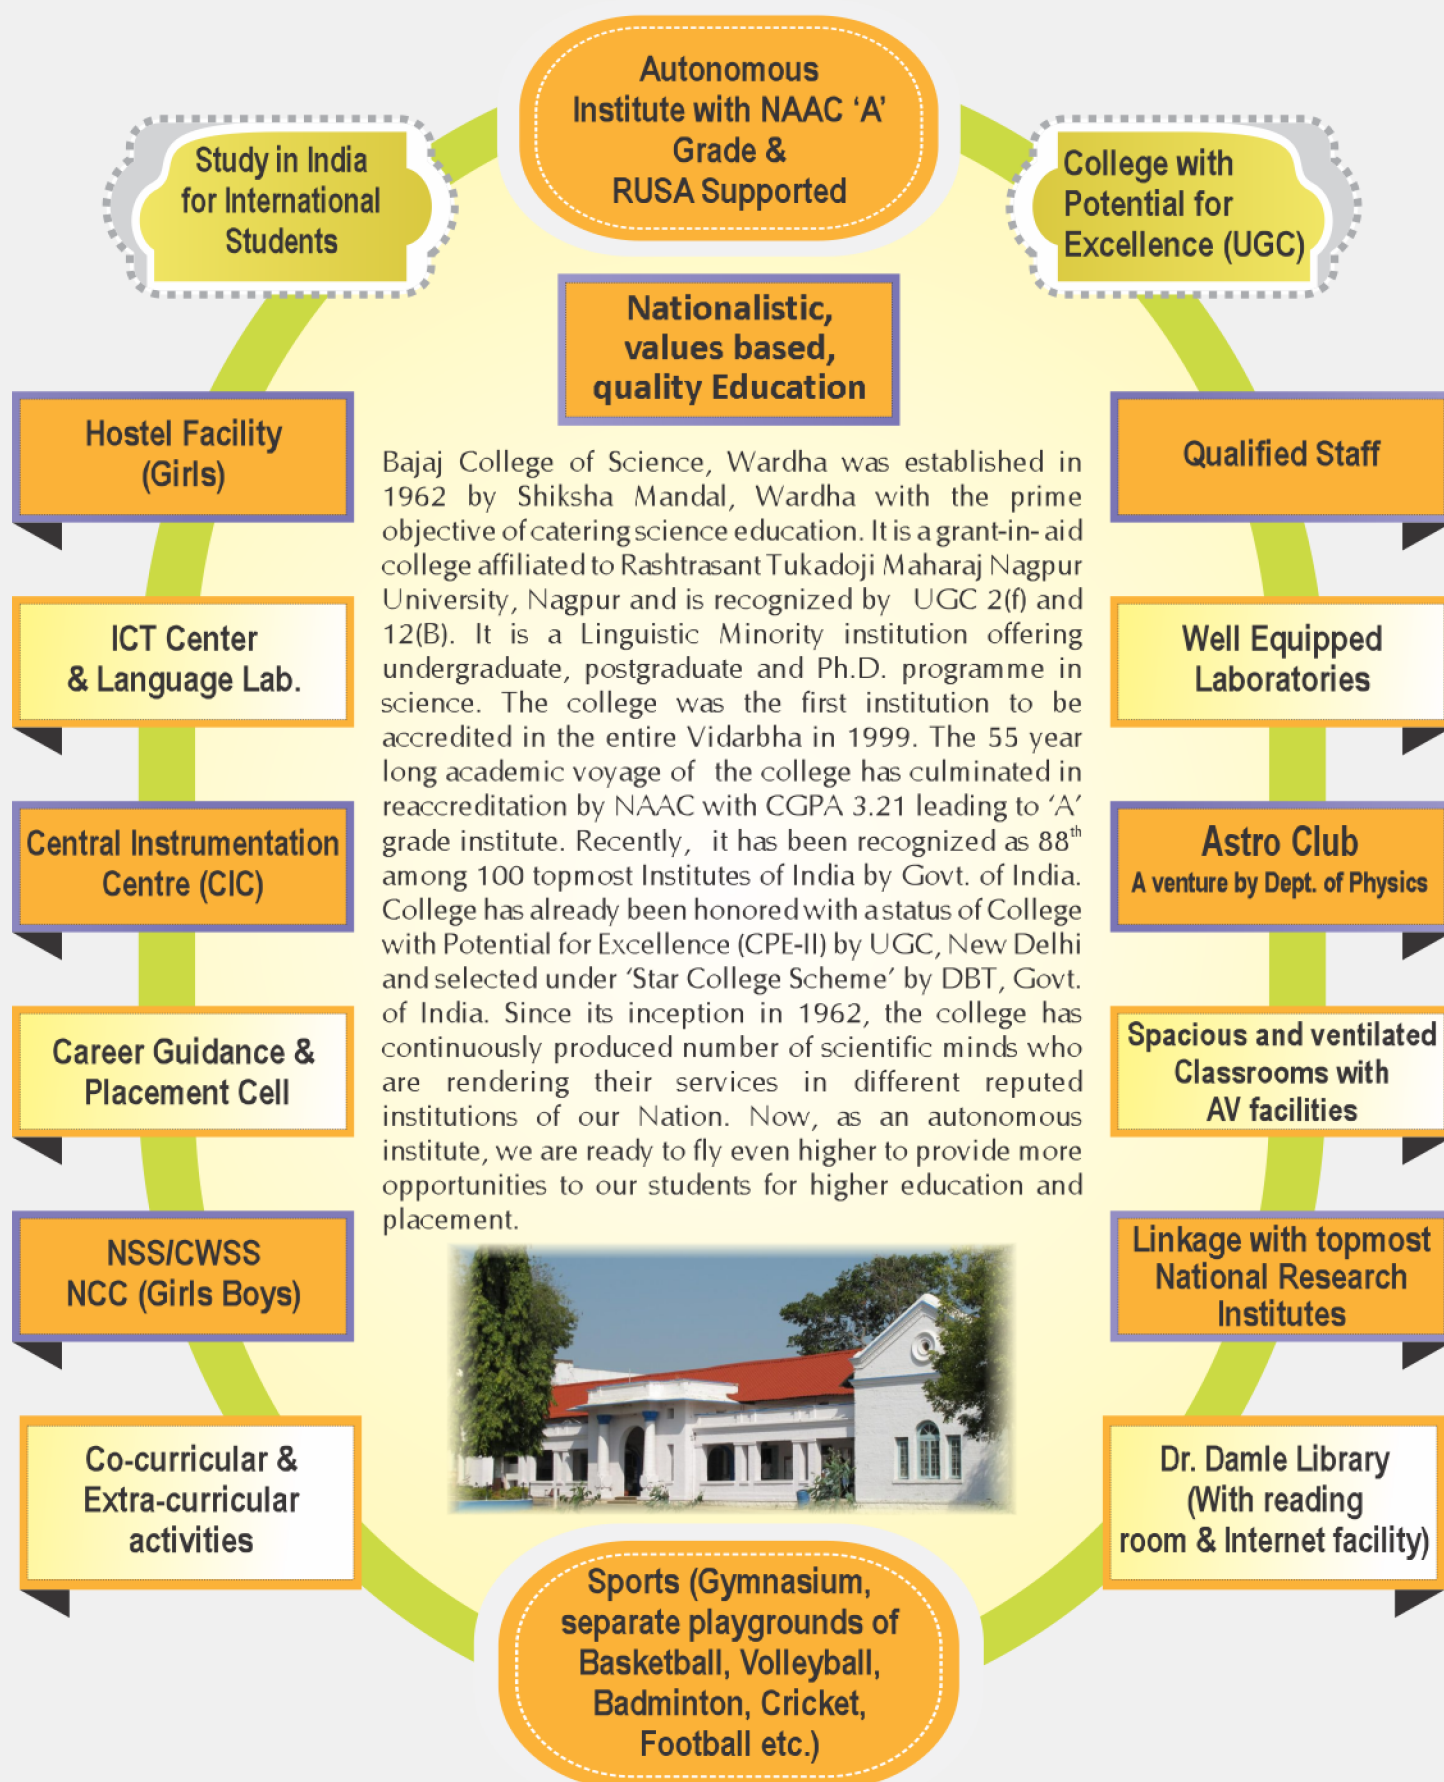 Autonomous
Institute with NAAC ‘A’
Grade &
RUSA Supported
Study in India
for International
Students
College with
Potential for
Excellence (UGC)
Nationalistic,
values based,
quality Education
Hostel Facility
(Girls)
ICT Center
& Language Lab.
Central Instrumentation
Centre (CIC)
Career Guidance &
Placement Cell
NSS/CWSS
NCC (Girls Boys)
Co-curricular &
Extra-curricular
activities
Bajaj College of Science, Wardha was established in
1962 by Shiksha Mandal, Wardha with the prime
objective of catering science education. It is a grant-in- aid
college affiliated to Rashtrasant Tukadoji Maharaj Nagpur
University, Nagpur and is recognized by UGC 2(f) and
12(B). It is a Linguistic Minority institution offering
undergraduate, postgraduate and Ph.D. programme in
science. The college was the first institution to be
accredited in the entire Vidarbha in 1999. The 55 year
long academic voyage of the college has culminated in
reaccreditation by NAAC with CGPA 3.21 leading to ‘A’
grade institute. Recently, it has been recognized as 88th
among 100 topmost Institutes of India by Govt. of India.
College has already been honored with a status of College
with Potential for Excellence (CPE-II) by UGC, New Delhi
and selected under ‘Star College Scheme’ by DBT, Govt.
of India. Since its inception in 1962, the college has
continuously produced number of scientific minds who
are rendering their services in different reputed
institutions of our Nation. Now, as an autonomous
institute, we are ready to fly even higher to provide more
opportunities to our students for higher education and
placement.
Qualified Staff
Well Equipped
Laboratories
Astro Club
A venture by Dept. of Physics
Spacious and ventilated
Classrooms with
AV facilities
Linkage with topmost
National Research
Institutes
Dr. Damle Library
(With reading
room & Internet facility)
Sports (Gymnasium,
separate playgrounds of
Basketball, Volleyball,
Badminton, Cricket,
Football etc.)